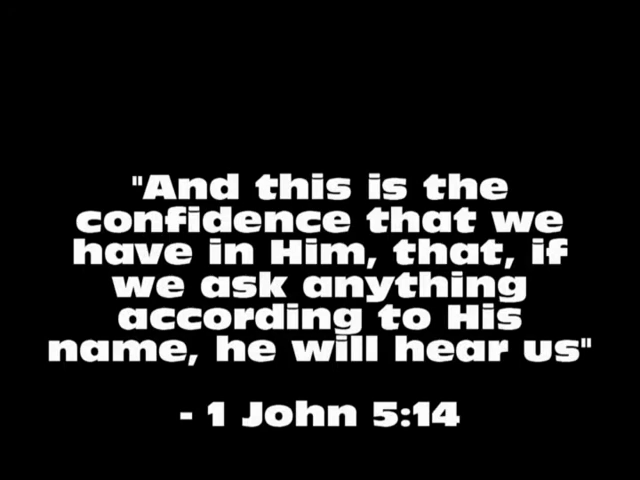 "And this is the
confidence that we
have in Him, that, if
we ask anything
according to His
name, he will hear us"
- 1 John 5:14